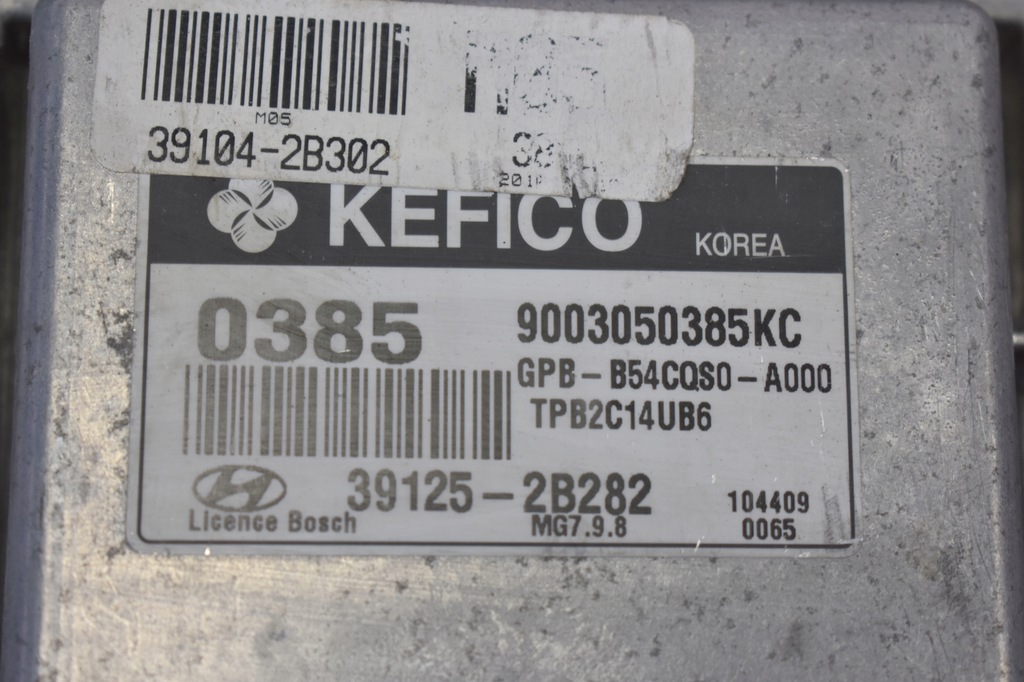 M05
39104-2B302
KEFICO
KOREA
0385
9003050385KC
GPB-B54CQS0-A000
TPB2C14UB6
39125-2B282
Licence Bosch
MG7.9.8
104409
0065